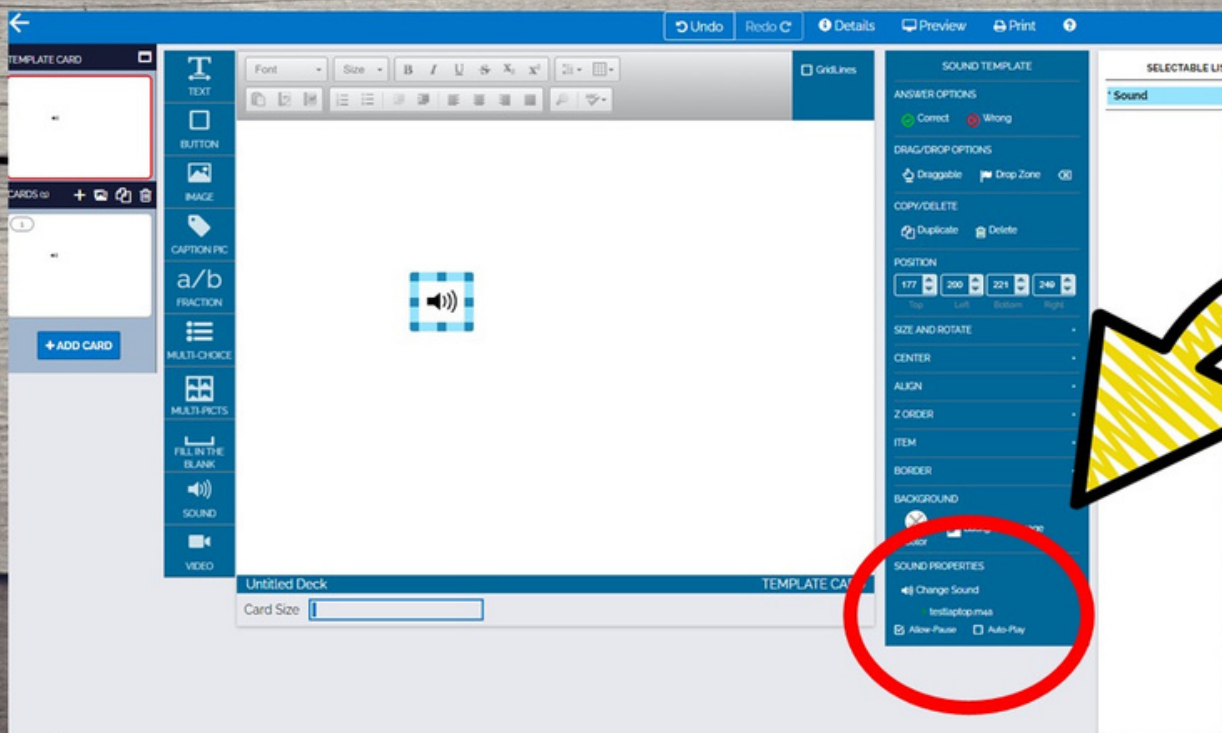 Undo Redo Details Preview Print
TEMPLATE CARD
CARDS (1)
1
+ ADD CARD
TEXT
BUTTON
IMAGE
CAPTION PIC
a/b
FRACTION
MULTI-CHOICE
MULTI-PICTS
FILL IN THE
BLANK
SOUND
VIDEO
Font Size B I U S X₂ x²
GridLines
Untitled Deck TEMPLATE
Card Size
SOUND TEMPLATE
ANSWER OPTIONS
Correct Wrong
DRAG/DROP OPTIONS
Draggable Drop Zone
COPY/DELETE
Duplicate Delete
POSITION
177 200 221 249
Top Left Bottom Right
SIZE AND ROTATE
CENTER
ALIGN
Z ORDER
ITEM
BORDER
BACKGROUND
SOUND PROPERTIES
Change Sound
testlaptop.m4a
Allow-Pause Auto-Play
SELECTABLE
* Sound